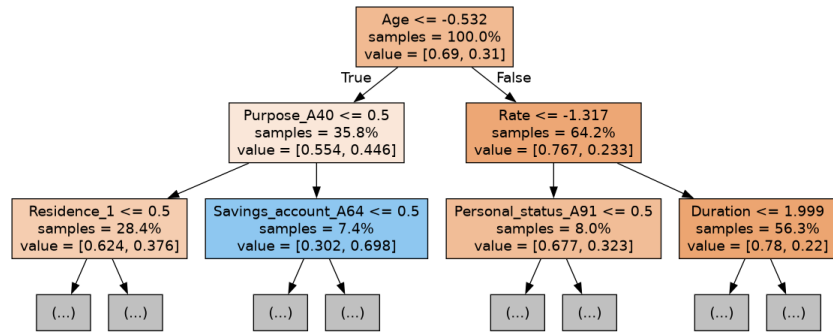 Age <= -0.532
samples = 100.0%
value = [0.69, 0.31]
True
False
Purpose_A40 <= 0.5
samples = 35.8%
value = [0.554, 0.446]
Rate <= -1.317
samples = 64.2%
value = [0.767, 0.233]
Residence_1 <= 0.5
samples = 28.4%
value = [0.624, 0.376]
Savings_account_A64 <= 0.5
samples = 7.4%
value = [0.302, 0.698]
Personal_status_A91 <= 0.5
samples = 8.0%
value = [0.677, 0.323]
Duration <= 1.999
samples = 56.3%
value = [0.78, 0.22]
(...)
(...)
(...)
(...)
(...)
(...)
(...)
(...)